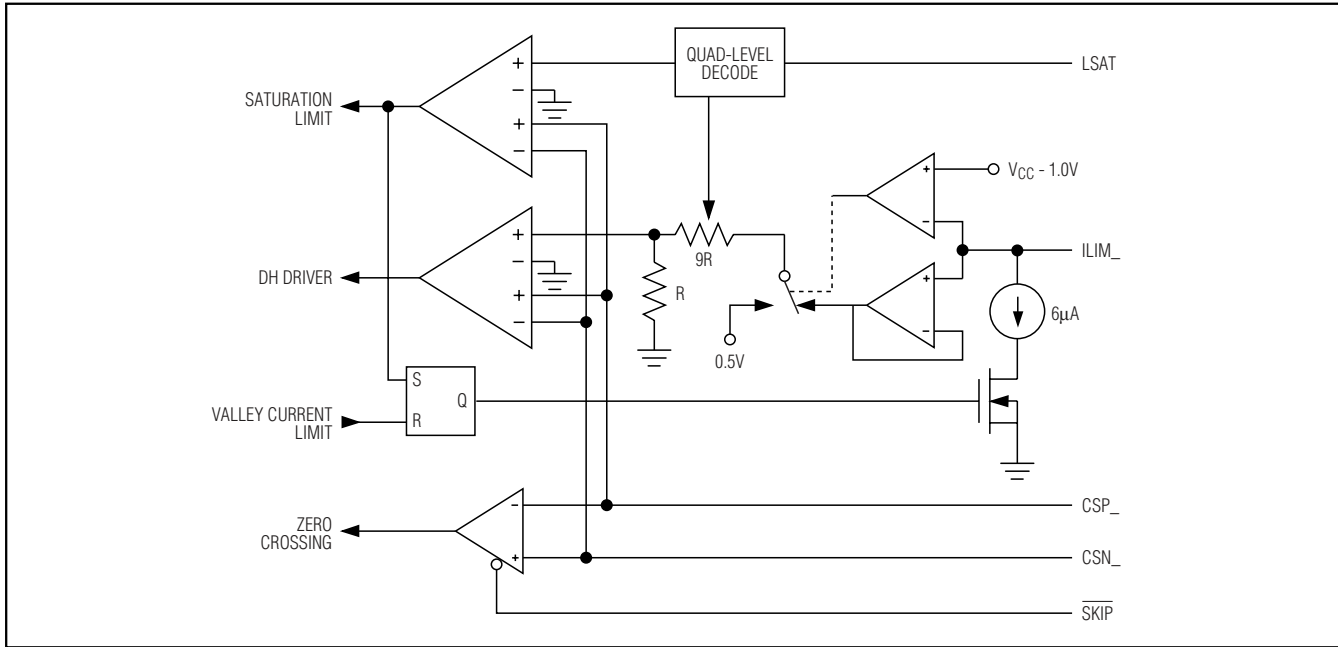 QUAD-LEVEL
DECODE
LSAT
SATURATION
LIMIT
+
−
+
−
VCC - 1.0V
+
-
ILIM_
DH DRIVER
+
−
+
−
9R
R
0.5V
+
-
6µA
S
R
Q
VALLEY CURRENT
LIMIT
CSP_
-
ZERO
CROSSING
+
CSN_
SKIP